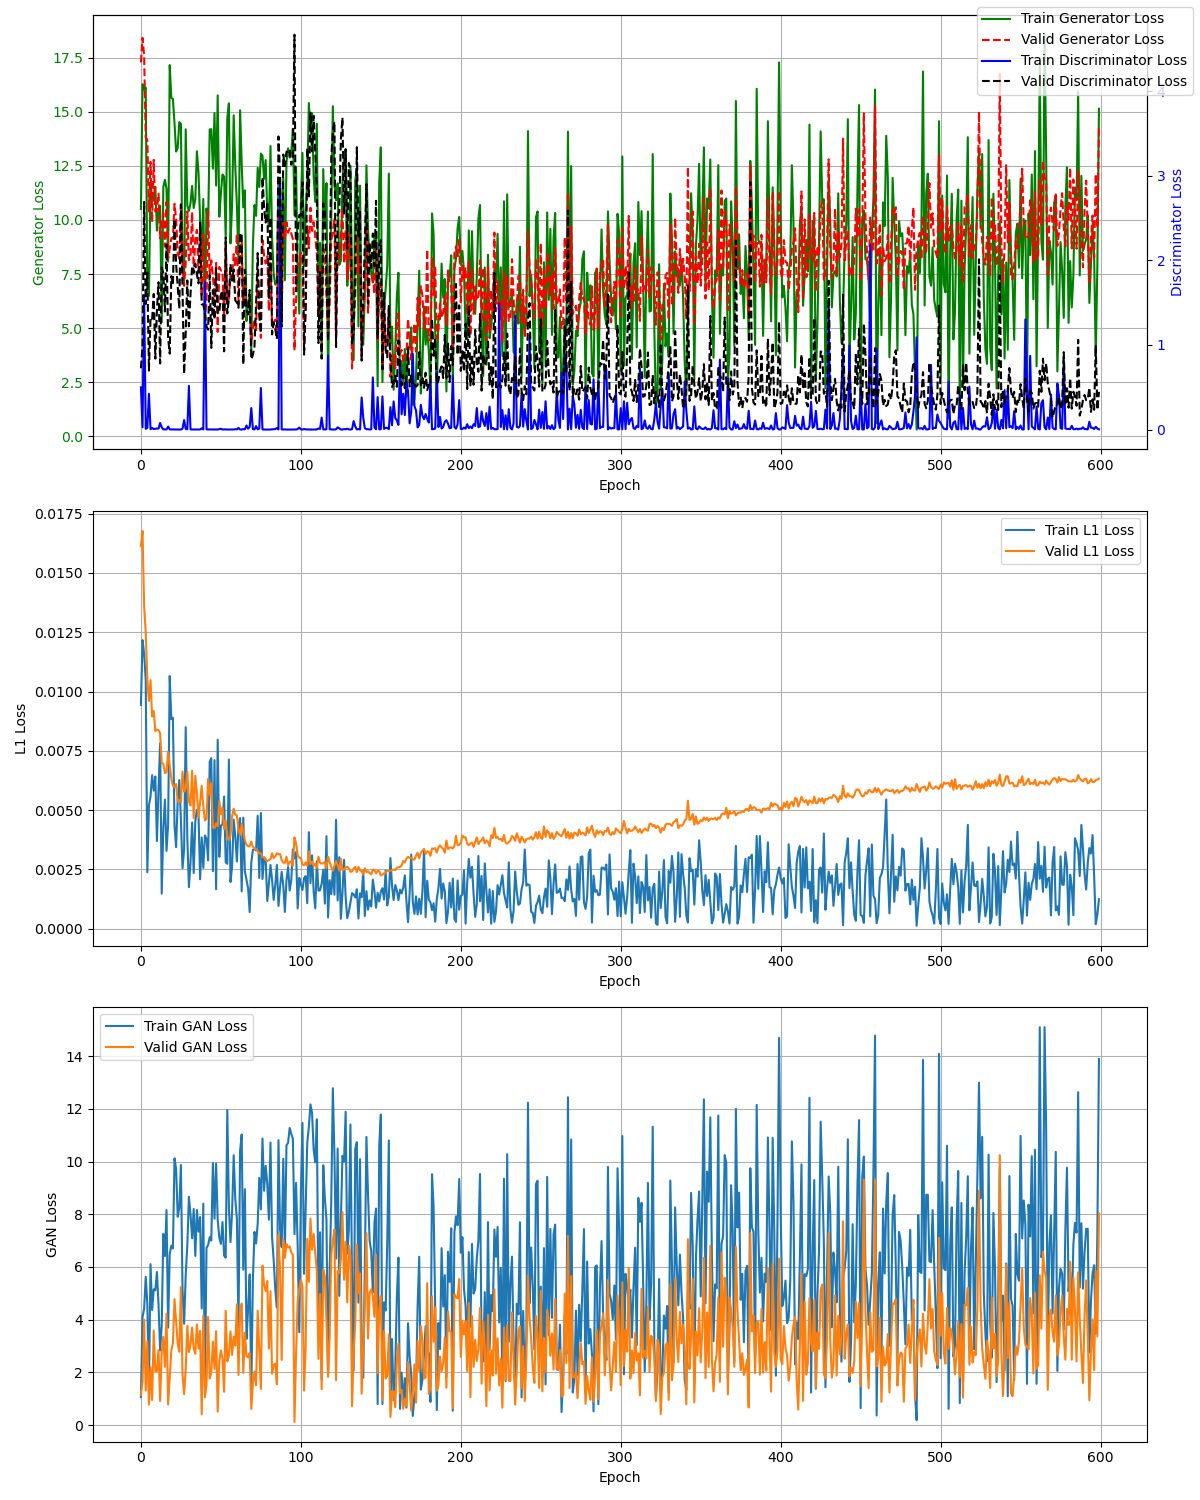 Train Generator Loss
Valid Generator Loss
Train Discriminator Loss
Valid Discriminator Loss
17.5
15.0
12.5
10.0
7.5
5.0
2.5
0.0
Generator Loss
4
3
2
1
0
Discriminator Loss
0 100 200 300 400 500 600
Epoch
0.0175
0.0150
0.0125
0.0100
0.0075
0.0050
0.0025
0.0000
L1 Loss
Train L1 Loss
Valid L1 Loss
0 100 200 300 400 500 600
Epoch
Train GAN Loss
Valid GAN Loss
14
12
10
8
6
4
2
0
GAN Loss
0 100 200 300 400 500 600
Epoch